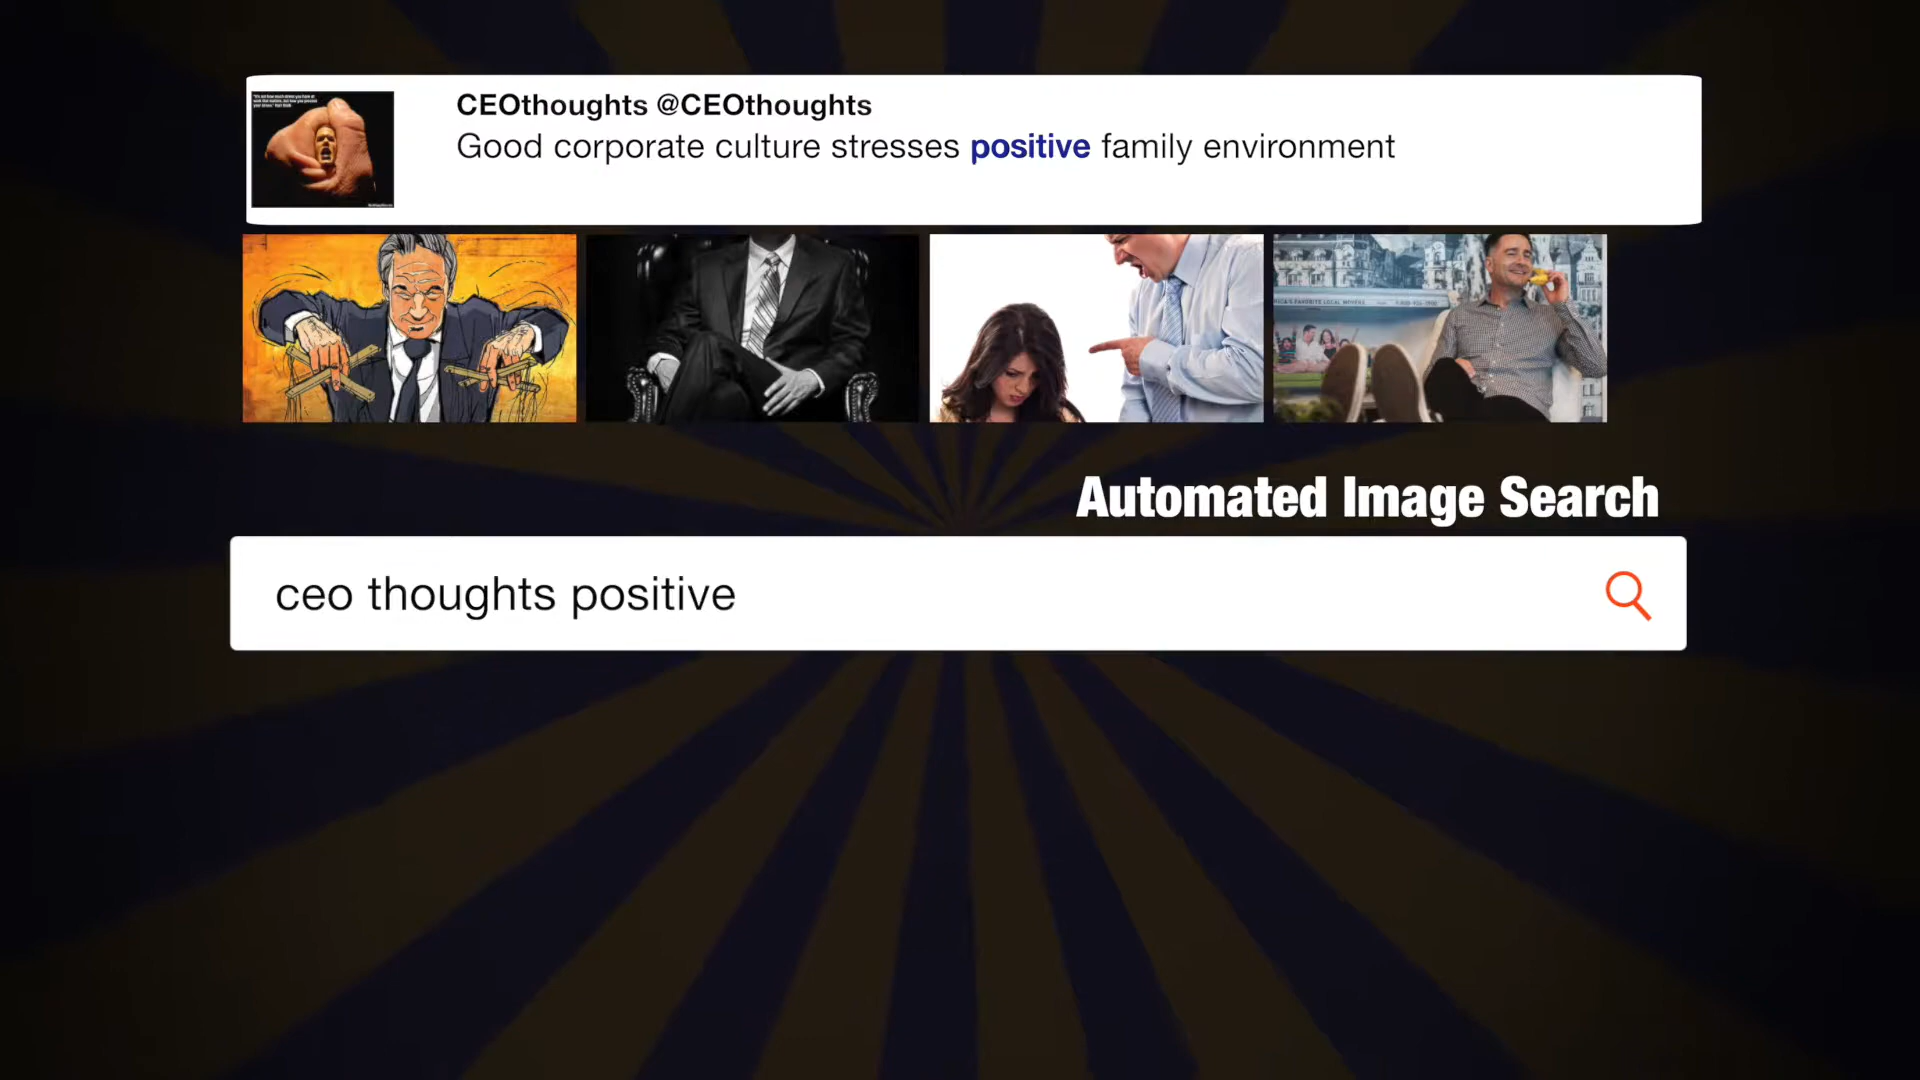 CEOthoughts @CEOthoughts
Good corporate culture stresses positive family environment
Automated Image Search
ceo thoughts positive